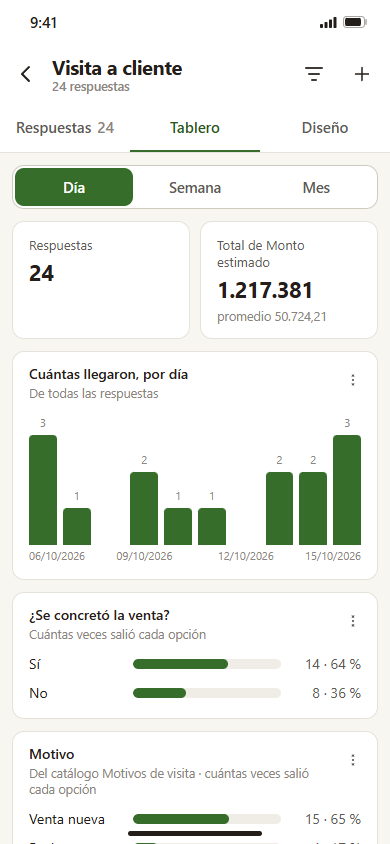 9:41
Visita a cliente
24 respuestas
Respuestas 24
Tablero
Diseño
Día
Semana
Mes
Respuestas
24
Total de Monto
estimado
1.217.381
promedio 50.724,21
Cuántas llegaron, por día
De todas las respuestas
3
1
2
1
1
2
2
3
06/10/2026
09/10/2026
12/10/2026
15/10/2026
¿Se concretó la venta?
Cuántas veces salió cada opción
Sí
14 · 64 %
No
8 · 36 %
Motivo
Del catálogo Motivos de visita · cuántas veces salió
cada opción
Venta nueva
15 · 65 %